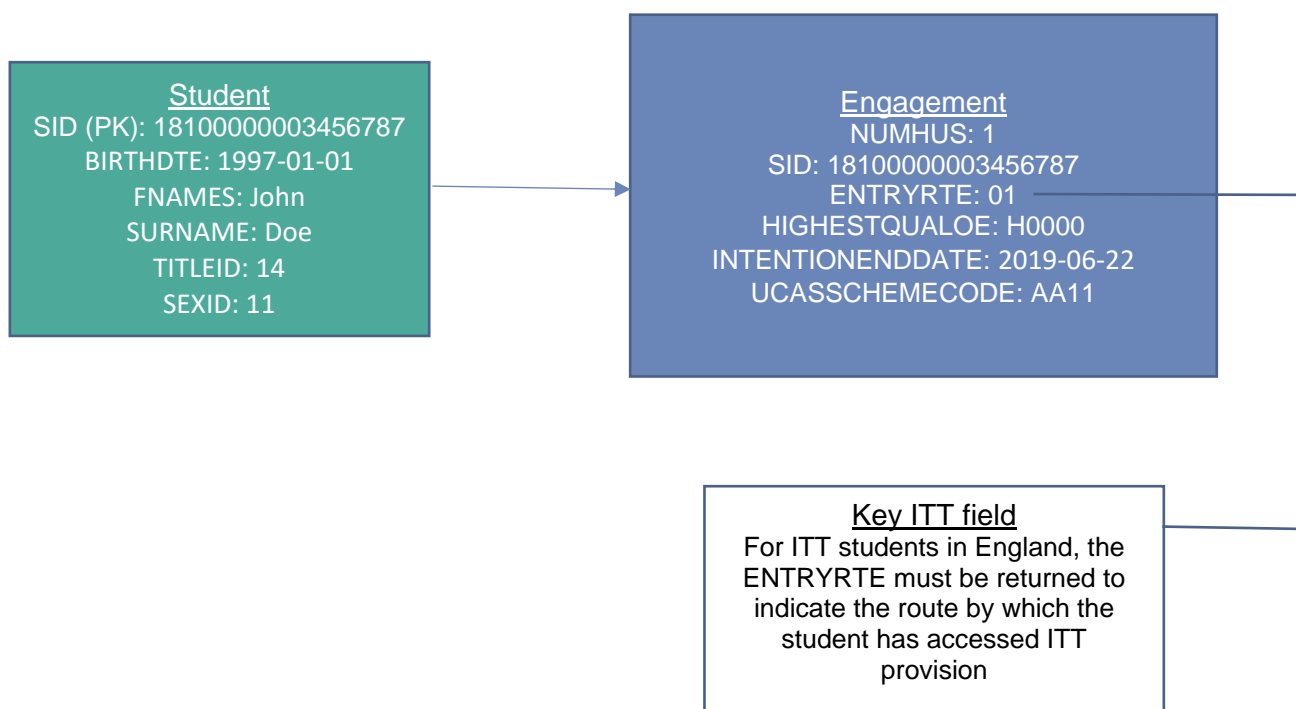 Student
SID (PK): 18100000003456787
BIRTHDTE: 1997-01-01
FNAMES: John
SURNAME: Doe
TITLEID: 14
SEXID: 11
Engagement
NUMHUS: 1
SID: 18100000003456787
ENTRYRTE: 01
HIGHESTQUALOE: H0000
INTENTIONENDDATE: 2019-06-22
UCASSCHEMECODE: AA11
Key ITT field
For ITT students in England, the
ENTRYRTE must be returned to
indicate the route by which the
student has accessed ITT
provision